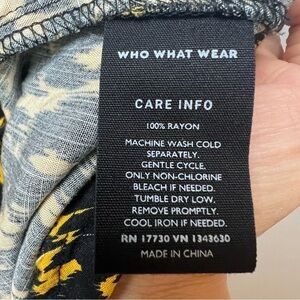 WHO WHAT WEAR
CARE INFO
100% RAYON
MACHINE WASH COLD
SEPARATELY.
GENTLE CYCLE.
ONLY NON-CHLORINE
BLEACH IF NEEDED.
TUMBLE DRY LOW.
REMOVE PROMPTLY.
COOL IRON IF NEEDED.
RN 17730 VN 1343630
MADE IN CHINA